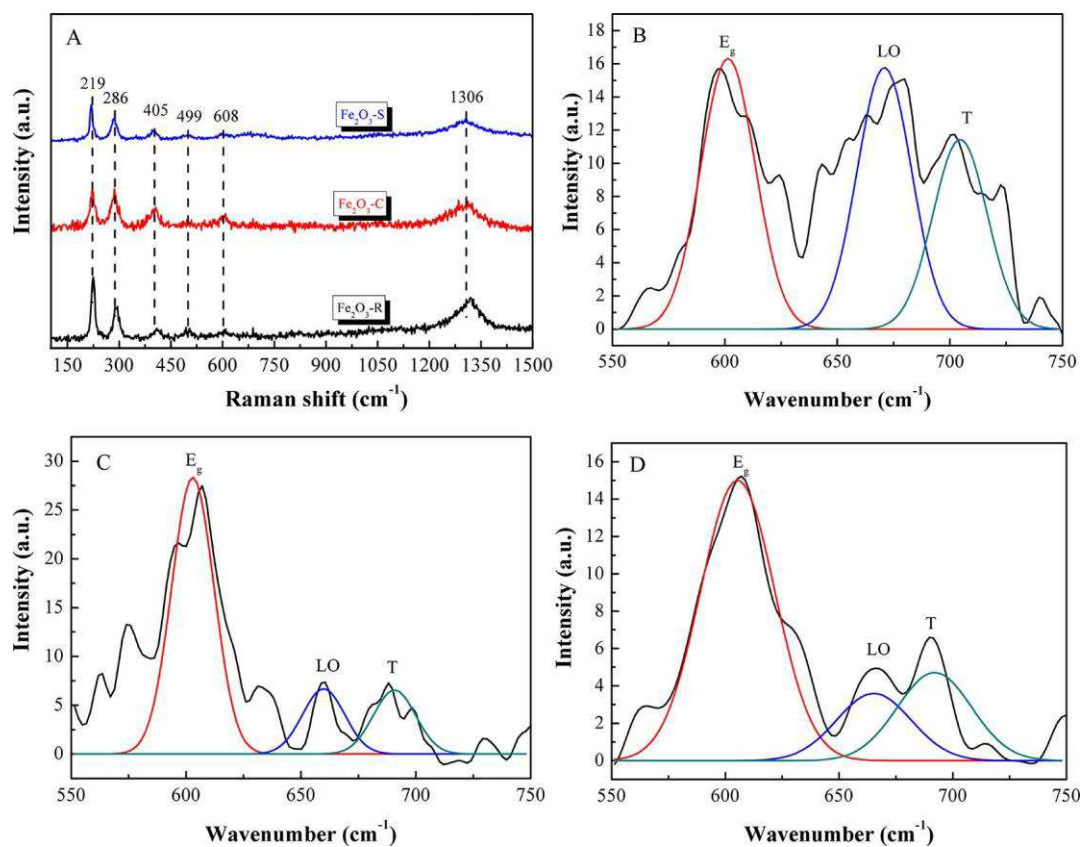 A
219
286
405
499
608
1306
Fe₂O₃-S
Fe₂O₃-C
Fe₂O₃-R
Intensity (a.u.)
150 300 450 600 750 900 1050 1200 1350 1500
Raman shift (cm⁻¹)
B
E_g
LO
T
Intensity (a.u.)
18
16
14
12
10
8
6
4
2
0
550 600 650 700 750
Wavenumber (cm⁻¹)
C
E_g
LO
T
Intensity (a.u.)
30
25
20
15
10
5
0
550 600 650 700 750
Wavenumber (cm⁻¹)
D
E_g
LO
T
Intensity (a.u.)
16
14
12
10
8
6
4
2
0
550 600 650 700 750
Wavenumber (cm⁻¹)